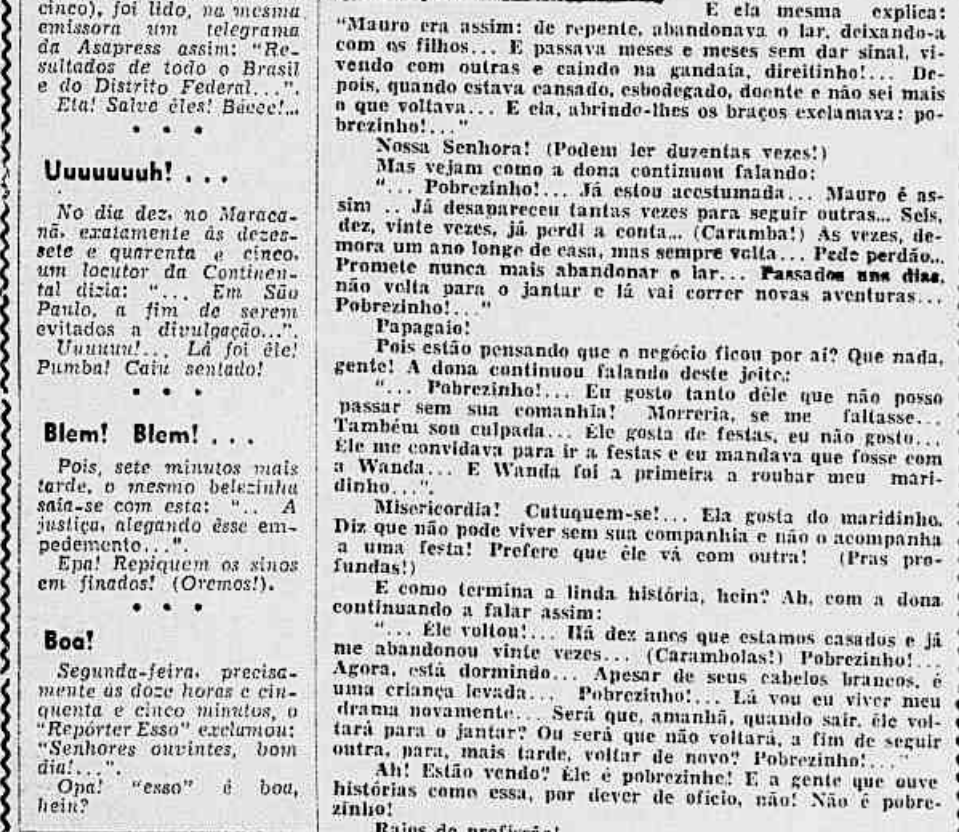 cinco), foi lido, na mesma
emissora um telegrama
da Asapress assim: "Re-
sultados de todo o Brasil
e do Distrito Federal...".
Eta! Salve êles! Béeee!...
• • •
Uuuuuuuh! ...
No dia dez, no Maraca-
nã, exatamente às dezes-
sete e quarenta e cinco,
um locutor da Continen-
tal dizia: "... Em São
Paulo, a fim de serem
evitados a divulgação...".
Uuuuuu!... Lá foi êle!
Pumba! Caiu sentado!
• • •
Blem! Blem! ...
Pois, sete minutos mais
tarde, o mesmo belezinha
saía-se com esta: ".. A
justiça, alegando êsse em-
pedemento...".
Epa! Repiquem os sinos
em finados! (Oremos!).
• • •
Boa!
Segunda-feira, precisa-
mente às doze horas e cin-
quenta e cinco minutos, o
"Repórter Esso" exclamou:
"Senhores ouvintes, bom
dia!...".
Opa! "esso" é boa,
hein?
E ela mesma explica:
"Mauro era assim: de repente, abandonava o lar, deixando-a
com os filhos... E passava meses e meses sem dar sinal, vi-
vendo com outras e caindo na gandaia, direitinho!... De-
pois, quando estava cansado, esbodegado, doente e não sei mais
o que voltava... E ela, abrindo-lhes os braços exclamava: po-
brezinho!..."
Nossa Senhora! (Podem ler duzentas vezes!)
Mas vejam como a dona continuou falando:
"... Pobrezinho!... Já estou acostumada... Mauro é as-
sim .. Já desapareceu tantas vezes para seguir outras... Seis,
dez, vinte vezes, já perdi a conta... (Caramba!) Às vezes, de-
mora um ano longe de casa, mas sempre volta... Pede perdão...
Promete nunca mais abandonar o lar... Passados uns dias,
não volta para o jantar e lá vai correr novas aventuras...
Pobrezinho!..."
Papagaio!
Pois estão pensando que o negócio ficou por aí? Que nada,
gente! A dona continuou falando deste jeito:
"... Pobrezinho!... Eu gosto tanto dêle que não posso
passar sem sua comanhia! Morreria, se me faltasse...
Também sou culpada... Êle gosta de festas, eu não gosto...
Êle me convidava para ir a festas e eu mandava que fosse com
a Wanda... E Wanda foi a primeira a roubar meu mari-
dinho...".
Misericordia! Cutuquem-se!... Ela gosta do maridinho.
Diz que não pode viver sem sua companhia e não o acompanha
a uma festa! Prefere que êle vá com outra! (Pras pro-
fundas!)
E como termina a linda história, hein? Ah, com a dona
continuando a falar assim:
"... Êle voltou!... Há dez anos que estamos casados e já
me abandonou vinte vezes... (Carambolas!) Pobrezinho!...
Agora, está dormindo... Apesar de seus cabelos brancos, é
uma criança levada... Pobrezinho!... Lá vou eu viver meu
drama novamente... Será que, amanhã, quando sair, êle vol-
tará para o jantar? Ou será que não voltará, a fim de seguir
outra, para, mais tarde, voltar de novo? Pobrezinho!..."
Ah! Estão vendo? Êle é pobrezinho! E a gente que ouve
histórias como essa, por dever de ofício, não! Não é pobre-
zinho!
Raios de profissão!